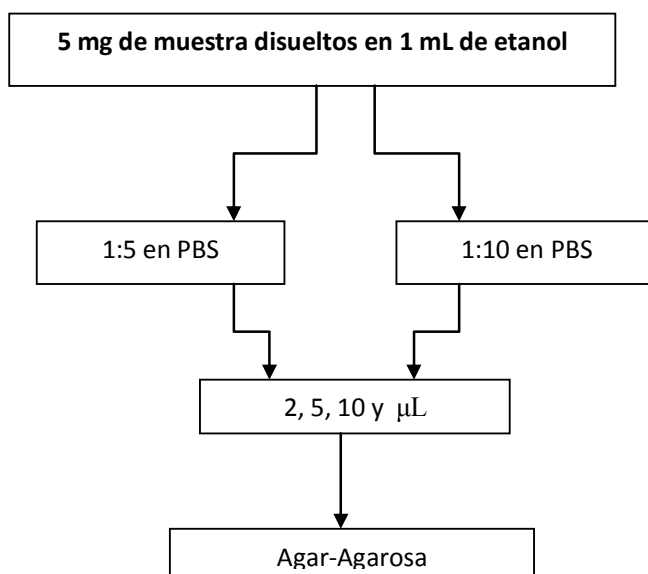 5 mg de muestra disueltos en 1 mL de etanol
1:5 en PBS
1:10 en PBS
2, 5, 10 y μL
Agar-Agarosa